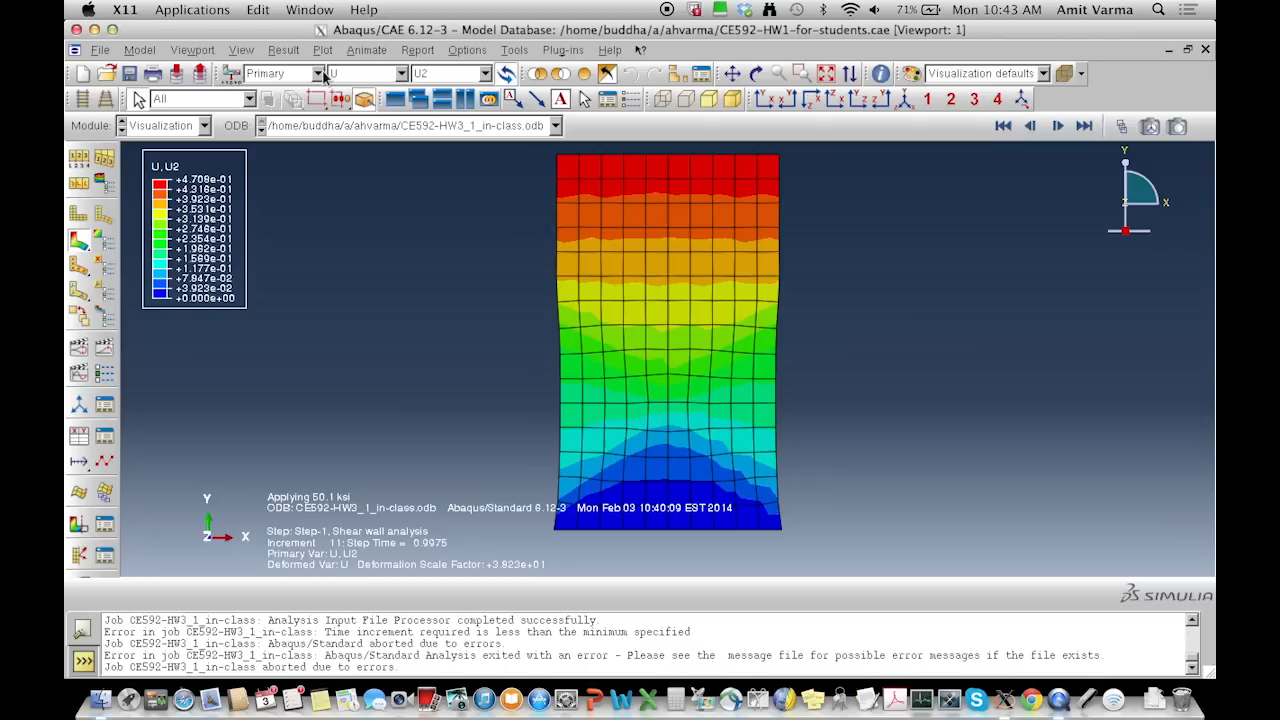 X11 Applications Edit Window Help 71% Mon 10:43 AM Amit Varma
X Abaqus/CAE 6.12-3 - Model Database: /home/buddha/a/ahvarma/CE592-HW1-for-students.cae [Viewport: 1]
File Model Viewport View Result Plot Animate Report Options Tools Plug-ins Help
Primary U U2 Visualization defaults
All A 1 2 3 4
Module: Visualization ODB: /home/buddha/a/ahvarma/CE592-HW3_1_in-class.odb
U, U2
+4.708e-01
+4.316e-01
+3.923e-01
+3.531e-01
+3.139e-01
+2.746e-01
+2.354e-01
+1.962e-01
+1.569e-01
+1.177e-01
+7.847e-02
+3.923e-02
+0.000e+00
Y
Z X
Y
Z X
Applying 50.1 ksi
ODB: CE592-HW3_1_in-class.odb Abaqus/Standard 6.12-3 Mon Feb 03 10:40:09 EST 2014
Step: Step-1, Shear wall analysis
Increment 11: Step Time = 0.9975
Primary Var: U, U2
Deformed Var: U Deformation Scale Factor: +3.923e+01
SIMULIA
Job CE592-HW3_1_in-class: Analysis Input File Processor completed successfully.
Error in job CE592-HW3_1_in-class: Time increment required is less than the minimum specified
Job CE592-HW3_1_in-class: Abaqus/Standard aborted due to errors.
Error in job CE592-HW3_1_in-class: Abaqus/Standard Analysis exited with an error - Please see the message file for possible error messages if the file exists.
Job CE592-HW3_1_in-class aborted due to errors.
>>>